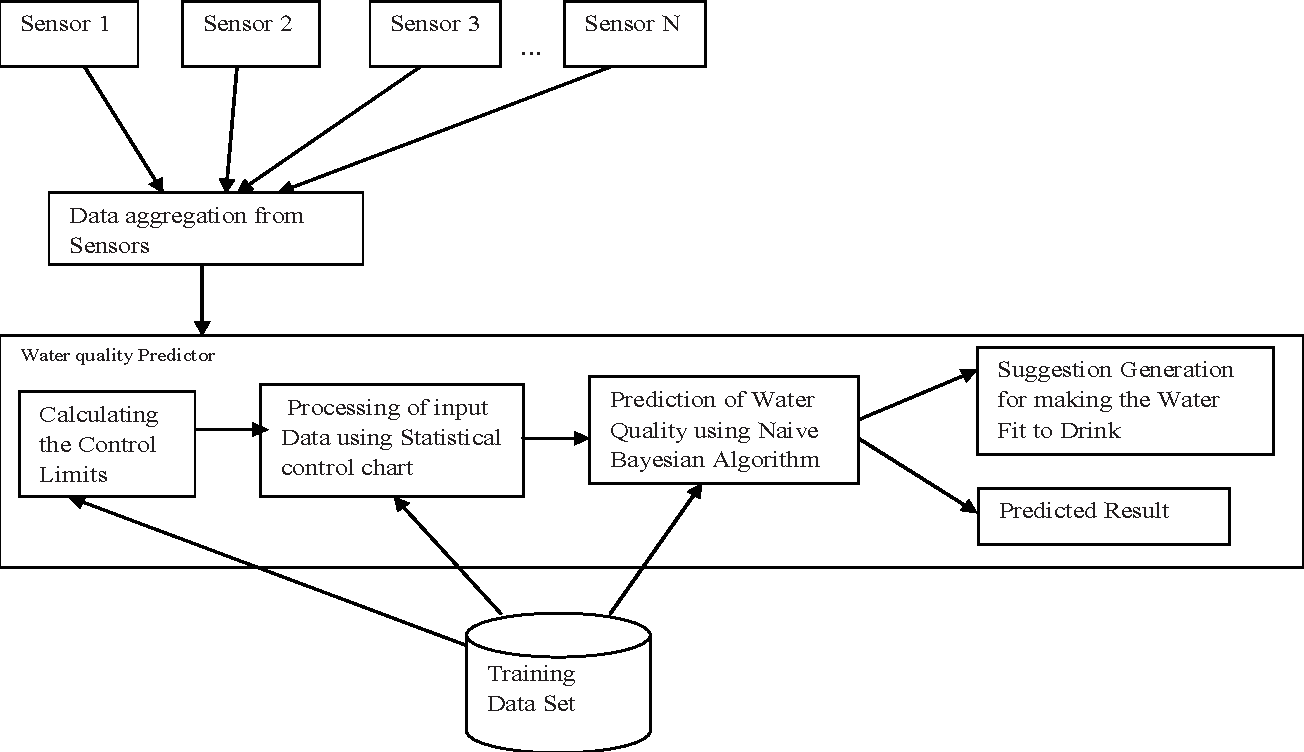 Sensor 1
Sensor 2
Sensor 3
...
Sensor N
Data aggregation from
Sensors
Water quality Predictor
Calculating
the Control
Limits
Processing of input
Data using Statistical
control chart
Prediction of Water
Quality using Naive
Bayesian Algorithm
Suggestion Generation
for making the Water
Fit to Drink
Predicted Result
Training
Data Set